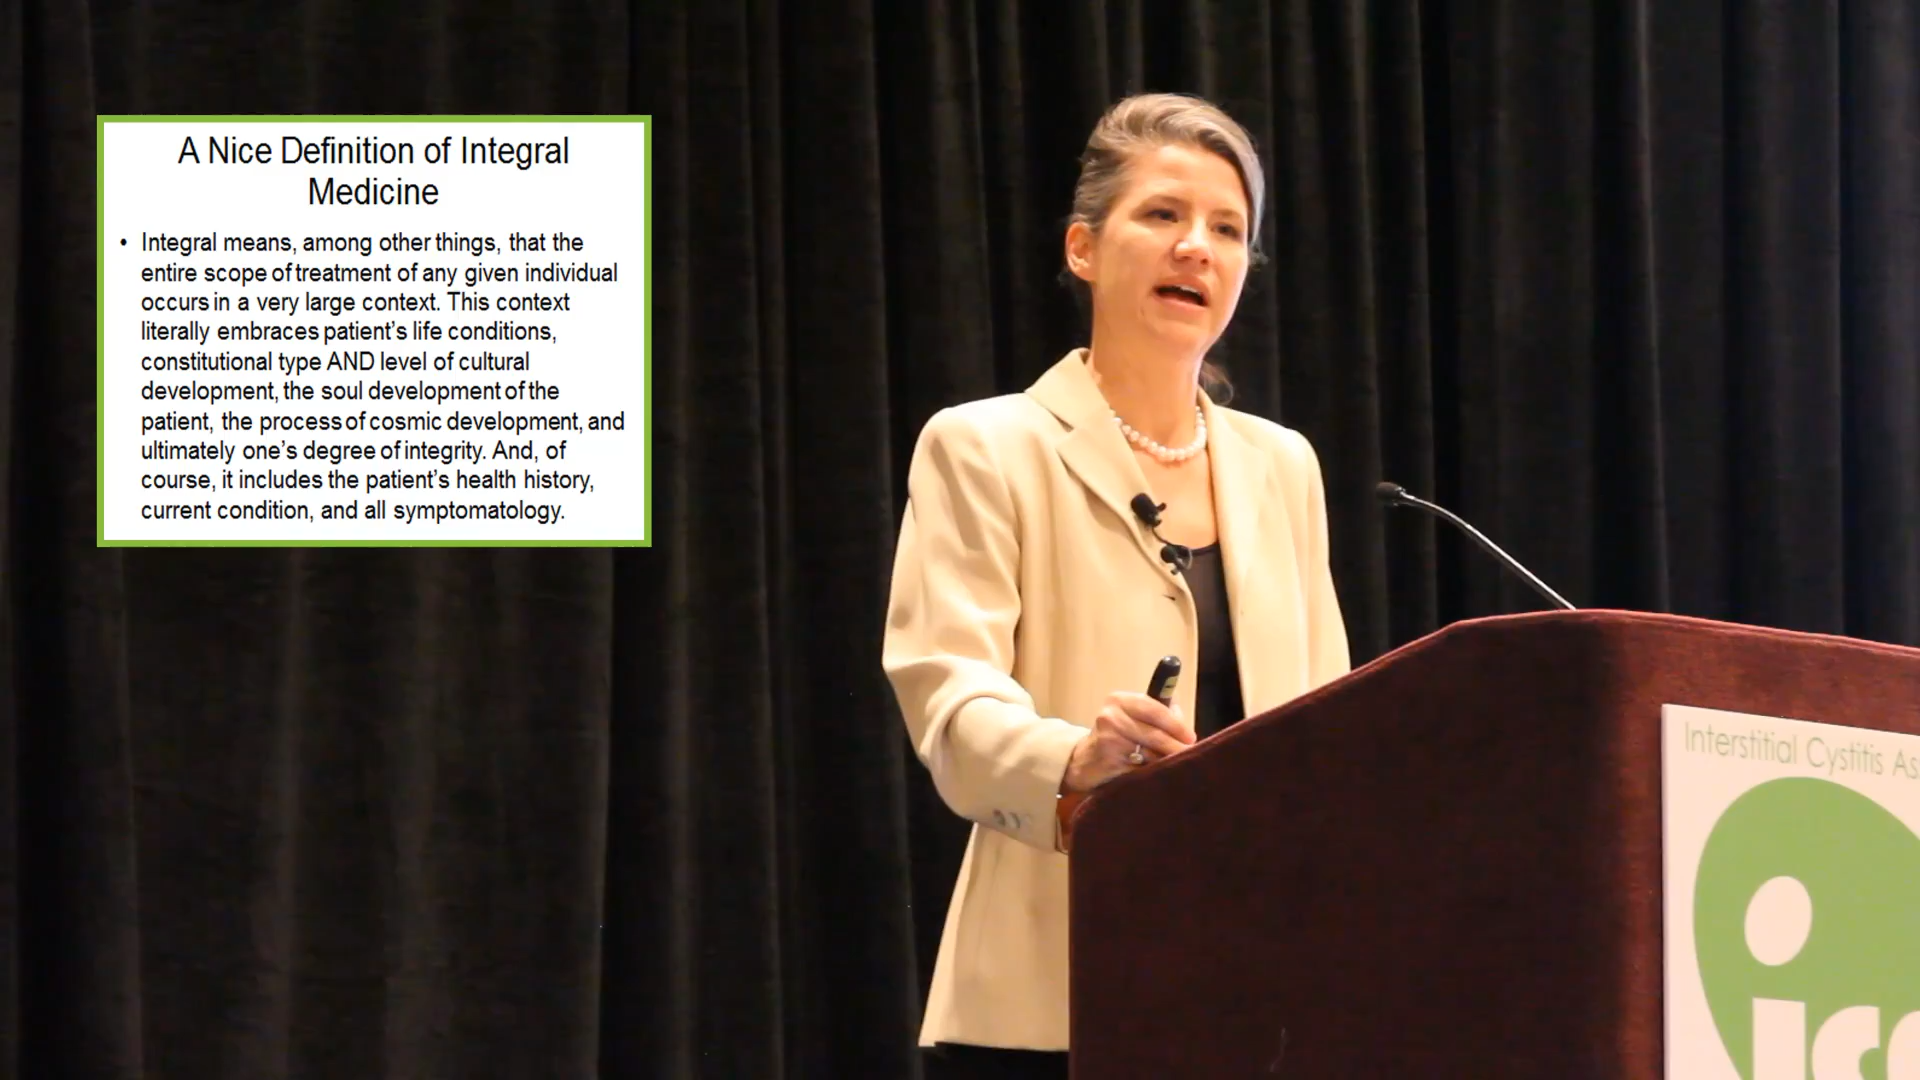 A Nice Definition of Integral
Medicine
• Integral means, among other things, that the
entire scope of treatment of any given individual
occurs in a very large context. This context
literally embraces patient's life conditions,
constitutional type AND level of cultural
development, the soul development of the
patient, the process of cosmic development, and
ultimately one's degree of integrity. And, of
course, it includes the patient's health history,
current condition, and all symptomatology.
Interstitial Cystitis
ic